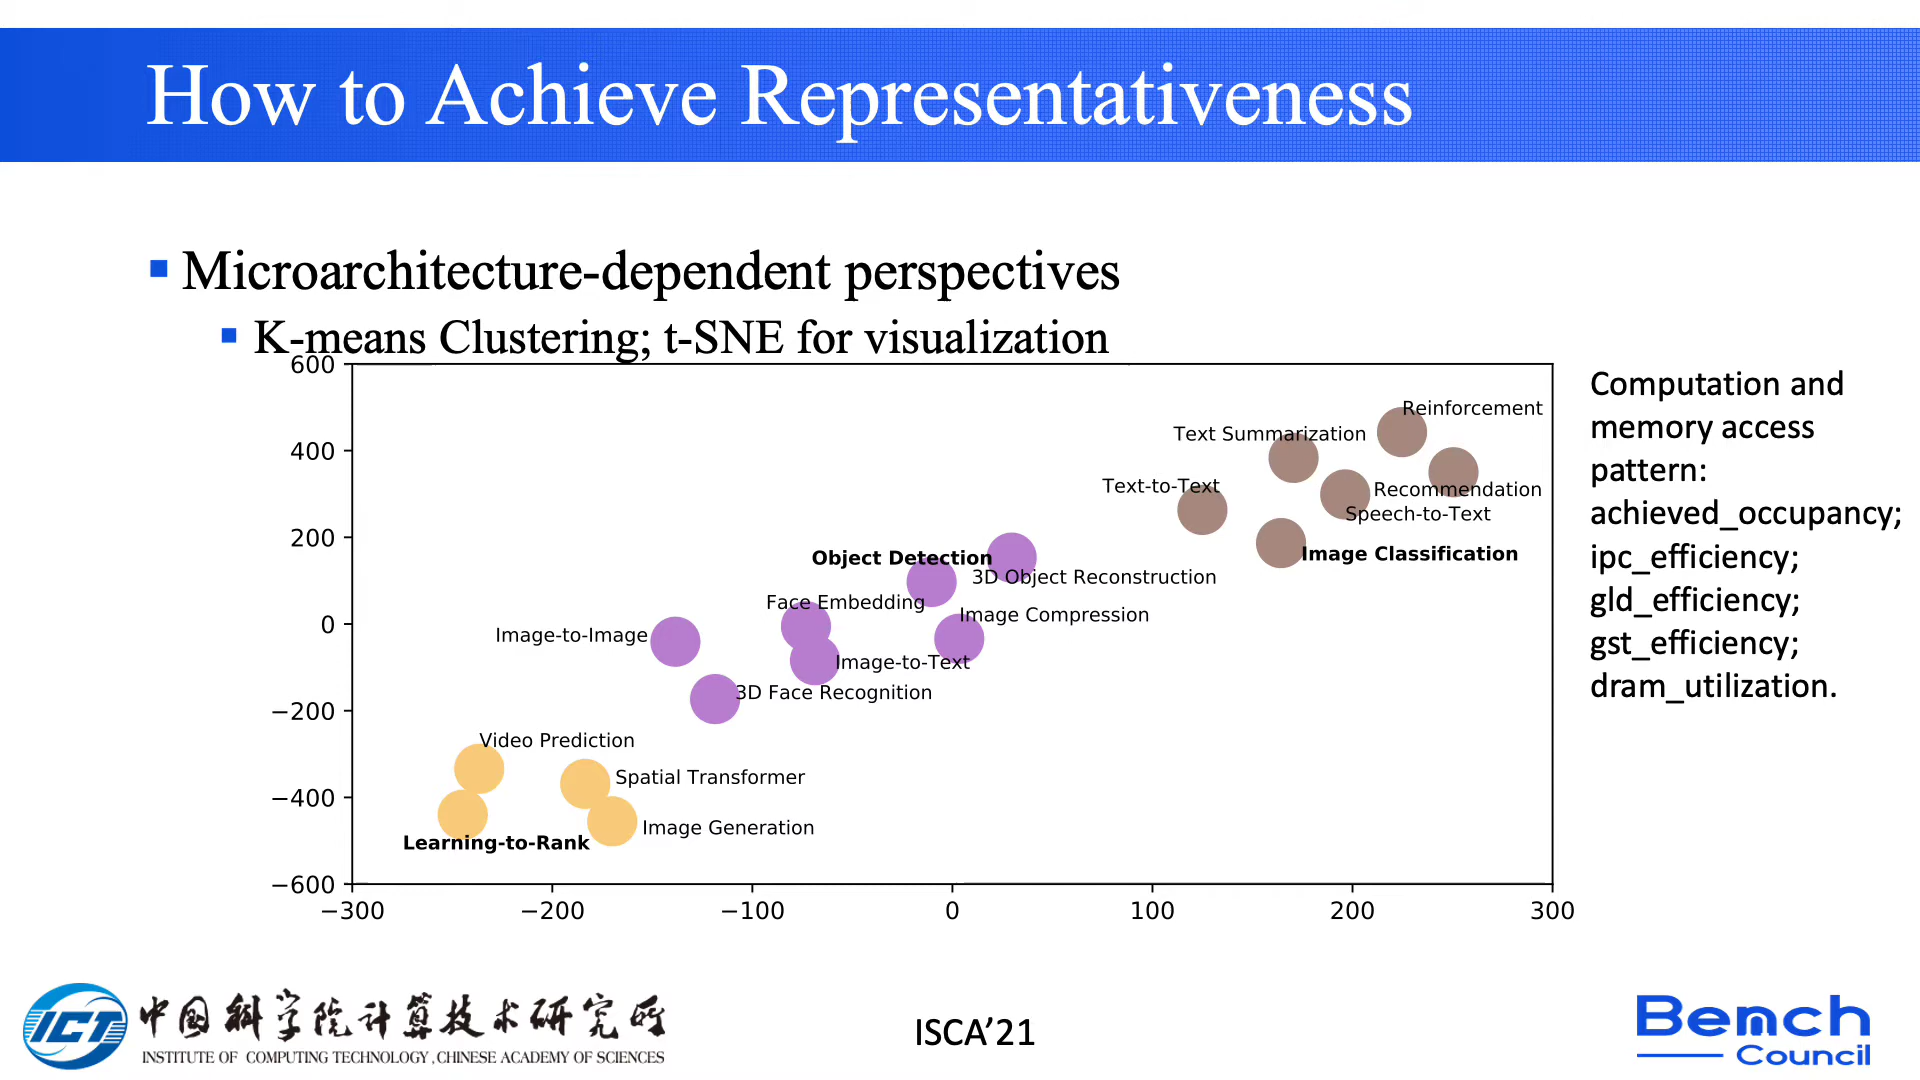 How to Achieve Representativeness
Microarchitecture-dependent perspectives
K-means Clustering; t-SNE for visualization
600
400
200
0
−200
−400
−600
−300
−200
−100
0
100
200
300
Reinforcement
Text Summarization
Text-to-Text
Recommendation
Speech-to-Text
Image Classification
Object Detection
3D Object Reconstruction
Face Embedding
Image Compression
Image-to-Image
Image-to-Text
3D Face Recognition
Video Prediction
Spatial Transformer
Image Generation
Learning-to-Rank
Computation and
memory access
pattern:
achieved_occupancy;
ipc_efficiency;
gld_efficiency;
gst_efficiency;
dram_utilization.
ICT
中国科学院计算技术研究所
INSTITUTE OF COMPUTING TECHNOLOGY, CHINESE ACADEMY OF SCIENCES
ISCA’21
Bench
Council